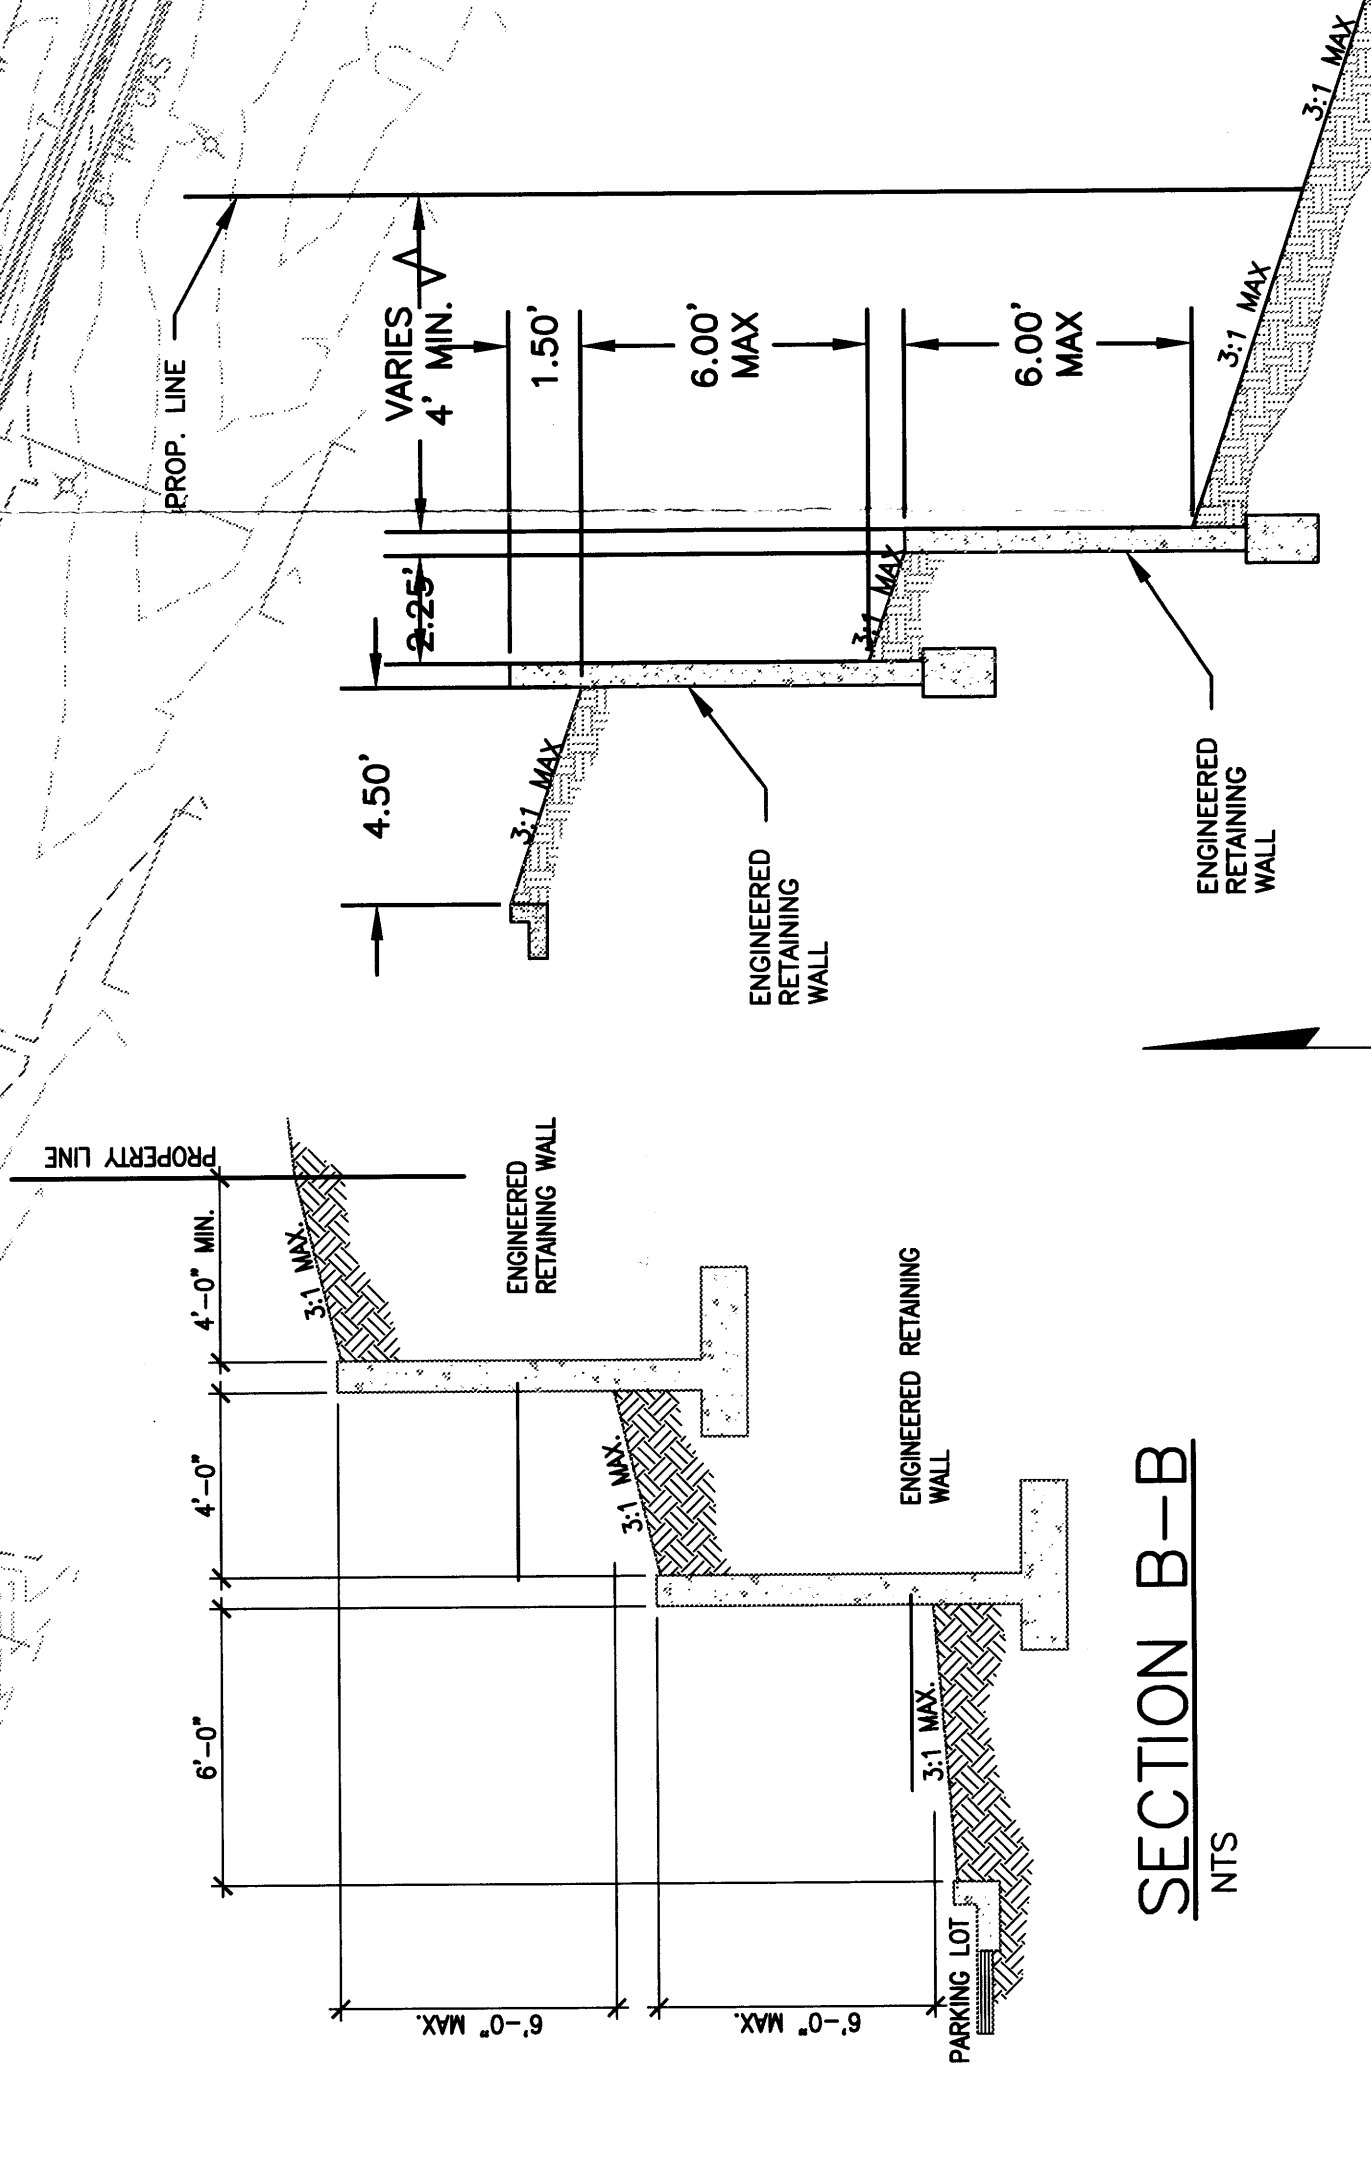 PROP. LINE
VARIES
4' MIN.
1.50'
6.00'
MAX
6.00'
MAX
2.25'
4.50'
3:1 MAX
3:1 MAX
3:1 MAX
3:1 MAX
ENGINEERED
RETAINING
WALL
ENGINEERED
RETAINING
WALL
PROPERTY LINE
4'-0" MIN.
4'-0"
6'-0"
3:1 MAX.
3:1 MAX.
3:1 MAX.
ENGINEERED
RETAINING WALL
ENGINEERED RETAINING
WALL
6'-0" MAX.
6'-0" MAX.
PARKING LOT
SECTION B-B
NTS